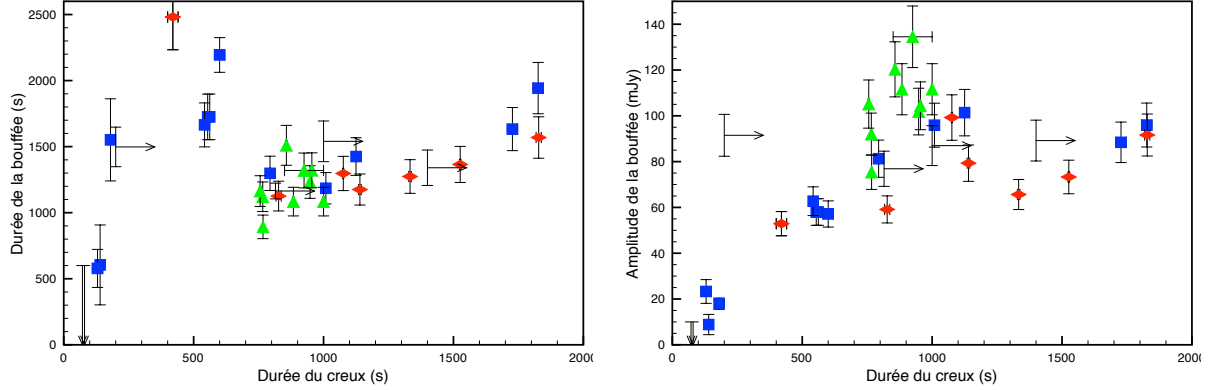 2500
2000
1500
1000
500
0
Durée de la bouffée (s)
0 500 1000 1500 200
Durée du creux (s)
140
120
100
80
60
40
20
0
Amplitude de la bouffée (mJy)
0 500 1000 1500 2000
Durée du creux (s)